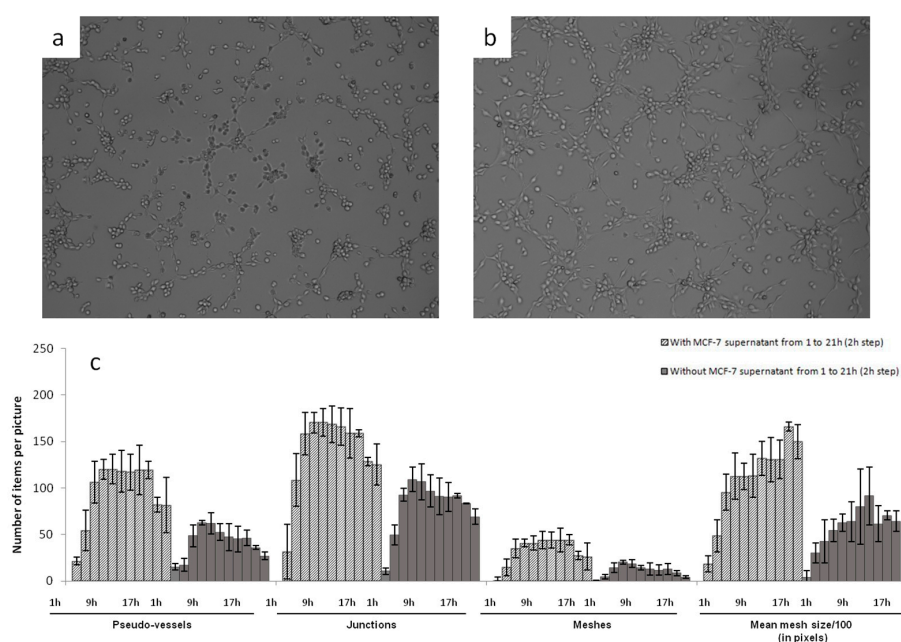 a
b
c
250
200
150
100
50
0
Number of items per picture
With MCF-7 supernatant from 1 to 21h (2h step)
Without MCF-7 supernatant from 1 to 21h (2h step)
1h 9h 17h 1h 9h 17h 1h 9h 17h 1h 9h 17h 1h 9h 17h 1h 9h 17h 1h 9h 17h 1h 9h 17h
Pseudo-vessels Junctions Meshes Mean mesh size/100
(in pixels)